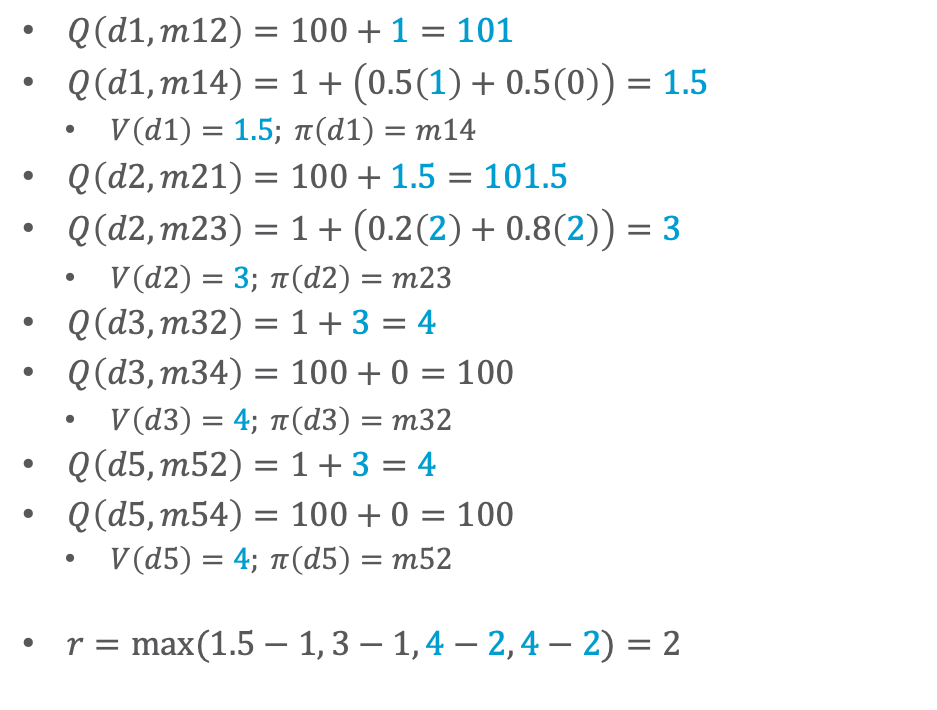 • Q(d1, m12) = 100 + 1 = 101
• Q(d1, m14) = 1 + (0.5(1) + 0.5(0)) = 1.5
• V(d1) = 1.5; π(d1) = m14
• Q(d2, m21) = 100 + 1.5 = 101.5
• Q(d2, m23) = 1 + (0.2(2) + 0.8(2)) = 3
• V(d2) = 3; π(d2) = m23
• Q(d3, m32) = 1 + 3 = 4
• Q(d3, m34) = 100 + 0 = 100
• V(d3) = 4; π(d3) = m32
• Q(d5, m52) = 1 + 3 = 4
• Q(d5, m54) = 100 + 0 = 100
• V(d5) = 4; π(d5) = m52
• r = max(1.5 − 1, 3 − 1, 4 − 2, 4 − 2) = 2